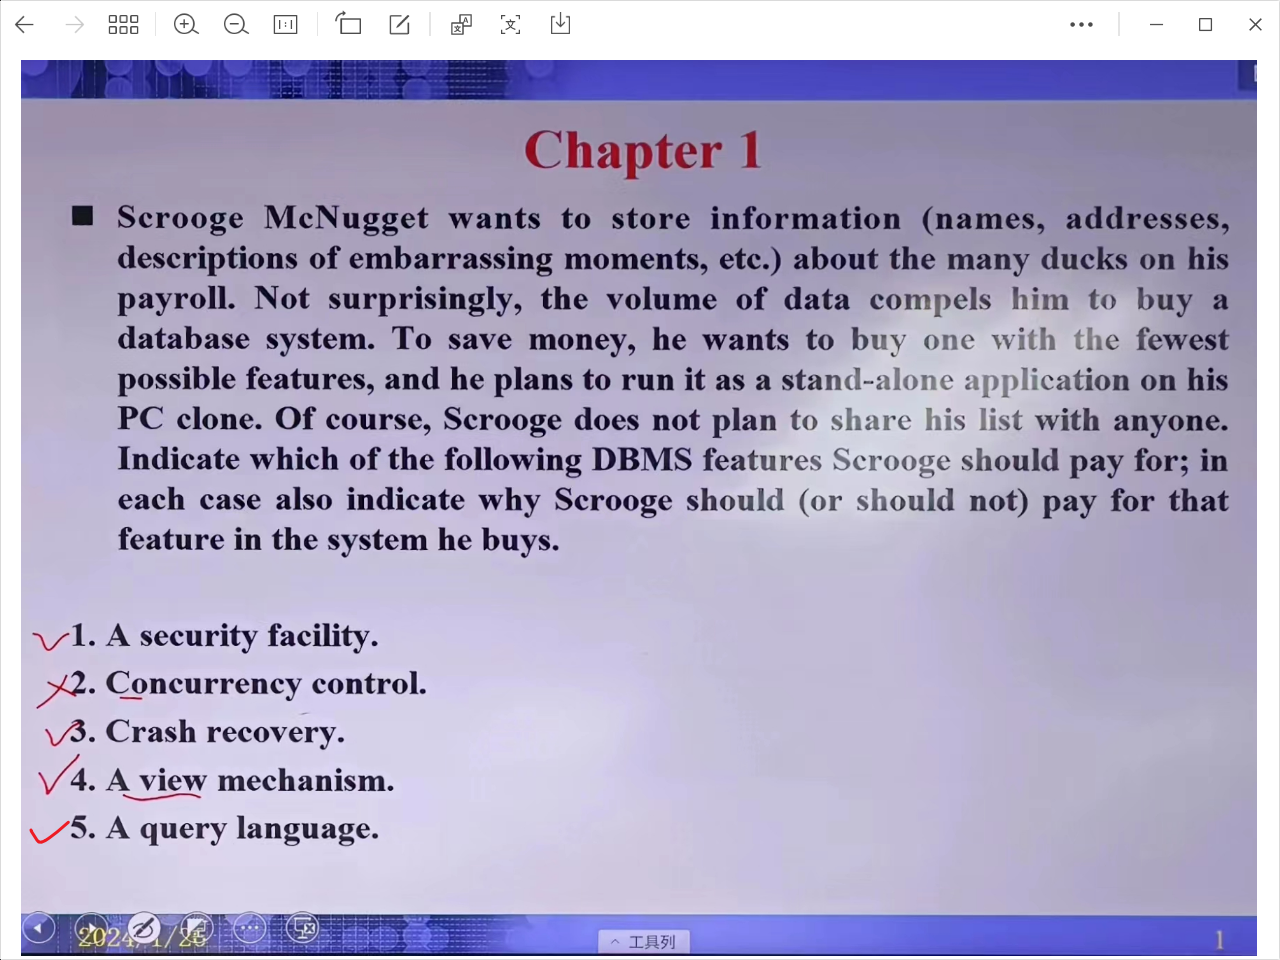 Chapter 1
■ Scrooge McNugget wants to store information (names, addresses,
descriptions of embarrassing moments, etc.) about the many ducks on his
payroll. Not surprisingly, the volume of data compels him to buy a
database system. To save money, he wants to buy one with the fewest
possible features, and he plans to run it as a stand-alone application on his
PC clone. Of course, Scrooge does not plan to share his list with anyone.
Indicate which of the following DBMS features Scrooge should pay for; in
each case also indicate why Scrooge should (or should not) pay for that
feature in the system he buys.
1. A security facility.
2. Concurrency control.
3. Crash recovery.
4. A view mechanism.
5. A query language.
工具列
1